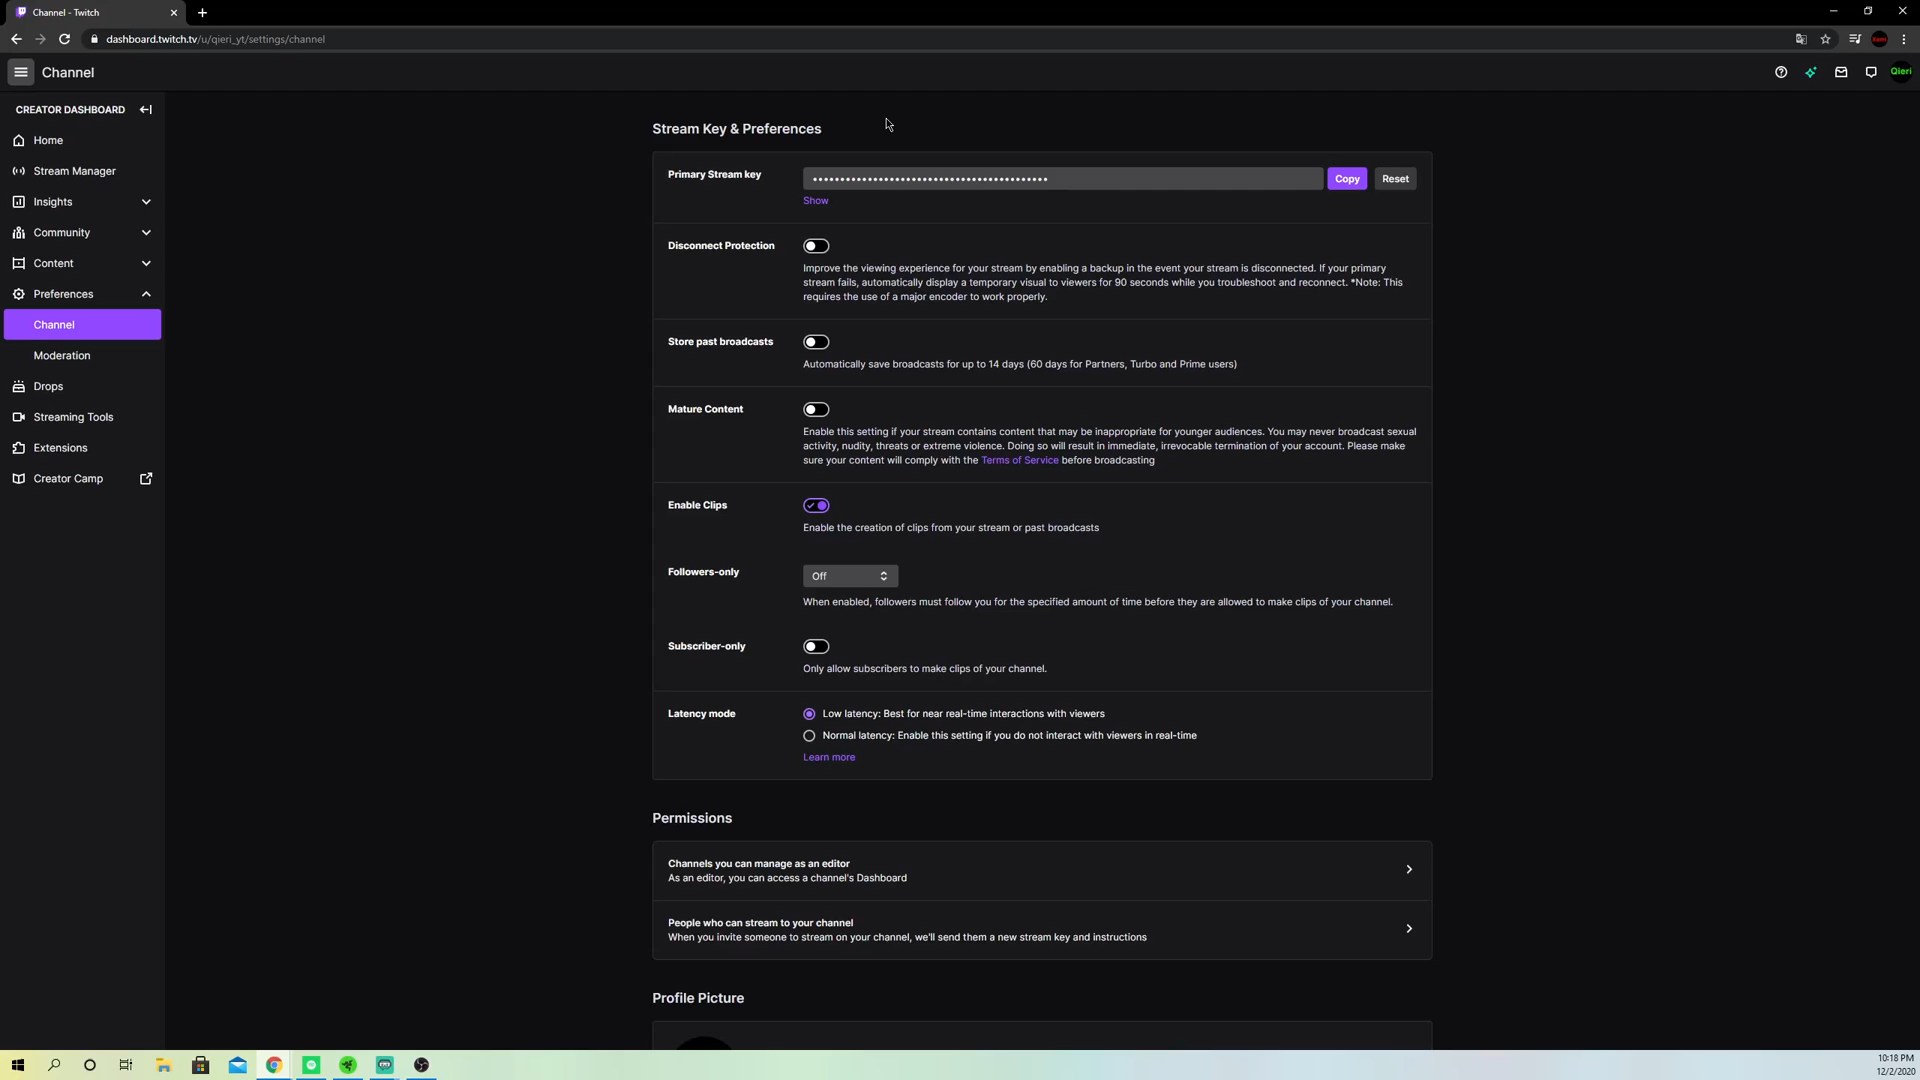 Channel - Twitch
dashboard.twitch.tv/u/qieri_yt/settings/channel
Channel
Qieri
CREATOR DASHBOARD
Home
Stream Manager
Insights
Community
Content
Preferences
Channel
Moderation
Drops
Streaming Tools
Extensions
Creator Camp
Stream Key & Preferences
Primary Stream key
Copy
Reset
Show
Disconnect Protection
Improve the viewing experience for your stream by enabling a backup in the event your stream is disconnected. If your primary
stream fails, automatically display a temporary visual to viewers for 90 seconds while you troubleshoot and reconnect. *Note: This
requires the use of a major encoder to work properly.
Store past broadcasts
Automatically save broadcasts for up to 14 days (60 days for Partners, Turbo and Prime users)
Mature Content
Enable this setting if your stream contains content that may be inappropriate for younger audiences. You may never broadcast sexual
activity, nudity, threats or extreme violence. Doing so will result in immediate, irrevocable termination of your account. Please make
sure your content will comply with the Terms of Service before broadcasting
Enable Clips
Enable the creation of clips from your stream or past broadcasts
Followers-only
Off
When enabled, followers must follow you for the specified amount of time before they are allowed to make clips of your channel.
Subscriber-only
Only allow subscribers to make clips of your channel.
Latency mode
Low latency: Best for near real-time interactions with viewers
Normal latency: Enable this setting if you do not interact with viewers in real-time
Learn more
Permissions
Channels you can manage as an editor
As an editor, you can access a channel's Dashboard
People who can stream to your channel
When you invite someone to stream on your channel, we'll send them a new stream key and instructions
Profile Picture
10:18 PM
12/2/2020